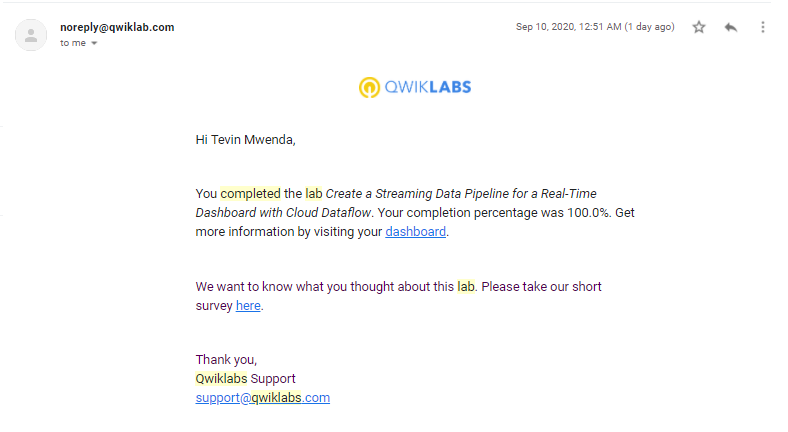 noreply@qwiklab.com
Sep 10, 2020, 12:51 AM (1 day ago)
to me
QWIKLABS
Hi Tevin Mwenda,
You completed the lab Create a Streaming Data Pipeline for a Real-Time
Dashboard with Cloud Dataflow. Your completion percentage was 100.0%. Get
more information by visiting your dashboard.
We want to know what you thought about this lab. Please take our short
survey here.
Thank you,
Qwiklabs Support
support@qwiklabs.com